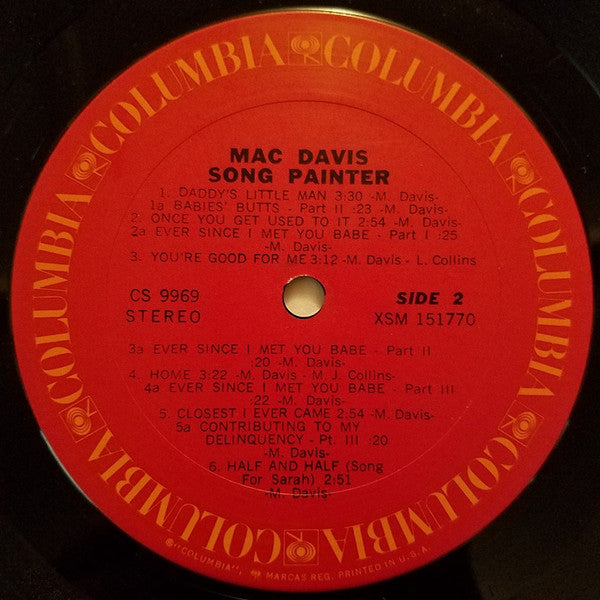 COLUMBIA COLUMBIA COLUMBIA COLUMBIA COLUMBIA COLUMBIA
MAC DAVIS
SONG PAINTER
1. DADDY'S LITTLE MAN 3:30 -M. Davis-
1a BABIES' BUTTS - Part II :23 -M. Davis-
2. ONCE YOU GET USED TO IT 2:54 -M. Davis-
2a EVER SINCE I MET YOU BABE - Part I :25
-M. Davis-
3. YOU'RE GOOD FOR ME 3:12 -M. Davis - L. Collins
CS 9969
STEREO
SIDE 2
XSM 151770
3a EVER SINCE I MET YOU BABE - Part II
:20 -M. Davis-
4. HOME 3:22 -M. Davis - M. J. Collins-
4a EVER SINCE I MET YOU BABE - Part III
:22 -M. Davis-
5. CLOSEST I EVER CAME 2:54 -M. Davis-
5a CONTRIBUTING TO MY
DELINQUENCY - Pt. III :20
-M. Davis-
6. HALF AND HALF (Song
For Sarah) 2:51
-M. Davis-
®"COLUMBIA", MARCAS REG. PRINTED IN U.S.A.